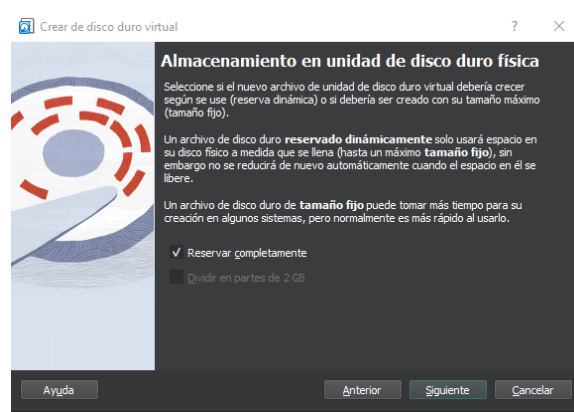 Crear de disco duro virtual
Almacenamiento en unidad de disco duro física
Seleccione si el nuevo archivo de unidad de disco duro virtual debería crecer
según se use (reserva dinámica) o si debería ser creado con su tamaño máximo
(tamaño fijo).
Un archivo de disco duro reservado dinámicamente solo usará espacio en
su disco físico a medida que se llena (hasta un máximo tamaño fijo), sin
embargo no se reducirá de nuevo automáticamente cuando el espacio en él se
libere.
Un archivo de disco duro de tamaño fijo puede tomar más tiempo para su
creación en algunos sistemas, pero normalmente es más rápido al usarlo.
Reservar completamente
Dividir en partes de 2 GB
Ayuda
Anterior
Siguiente
Cancelar